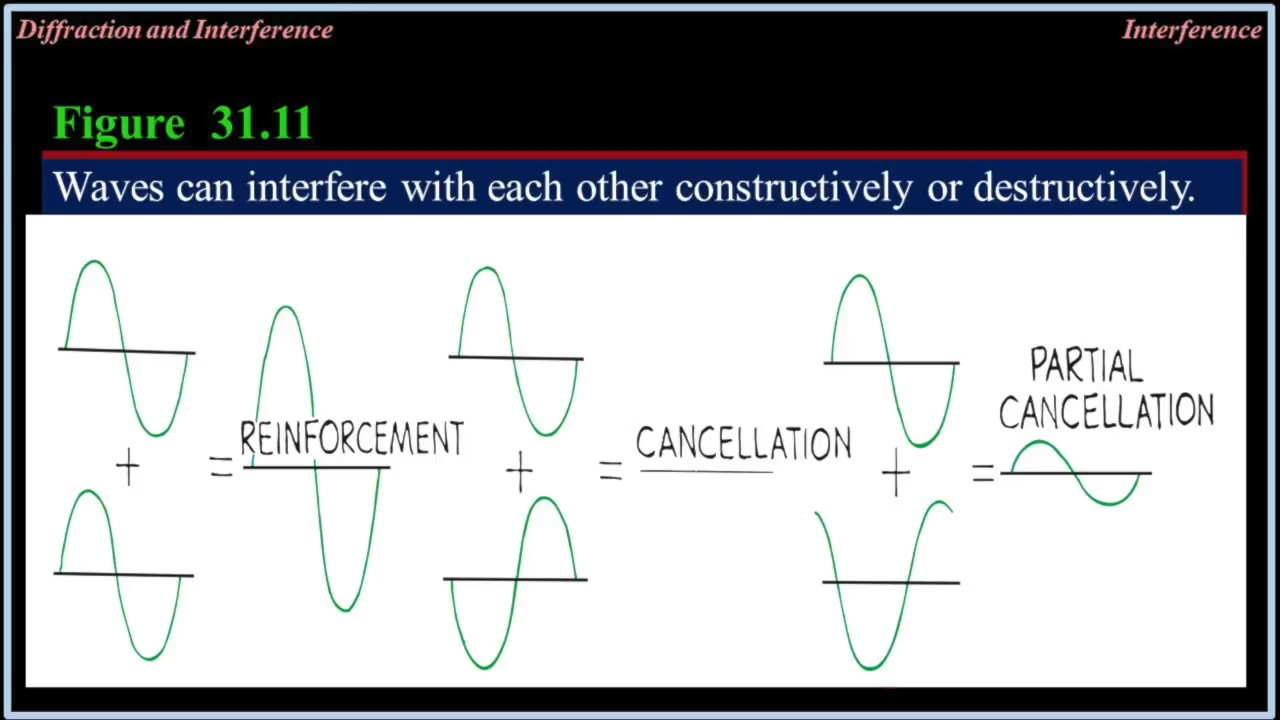 Diffraction and Interference
Interference
Figure 31.11
Waves can interfere with each other constructively or destructively.
REINFORCEMENT
CANCELLATION
PARTIAL
CANCELLATION
+ = + = + =